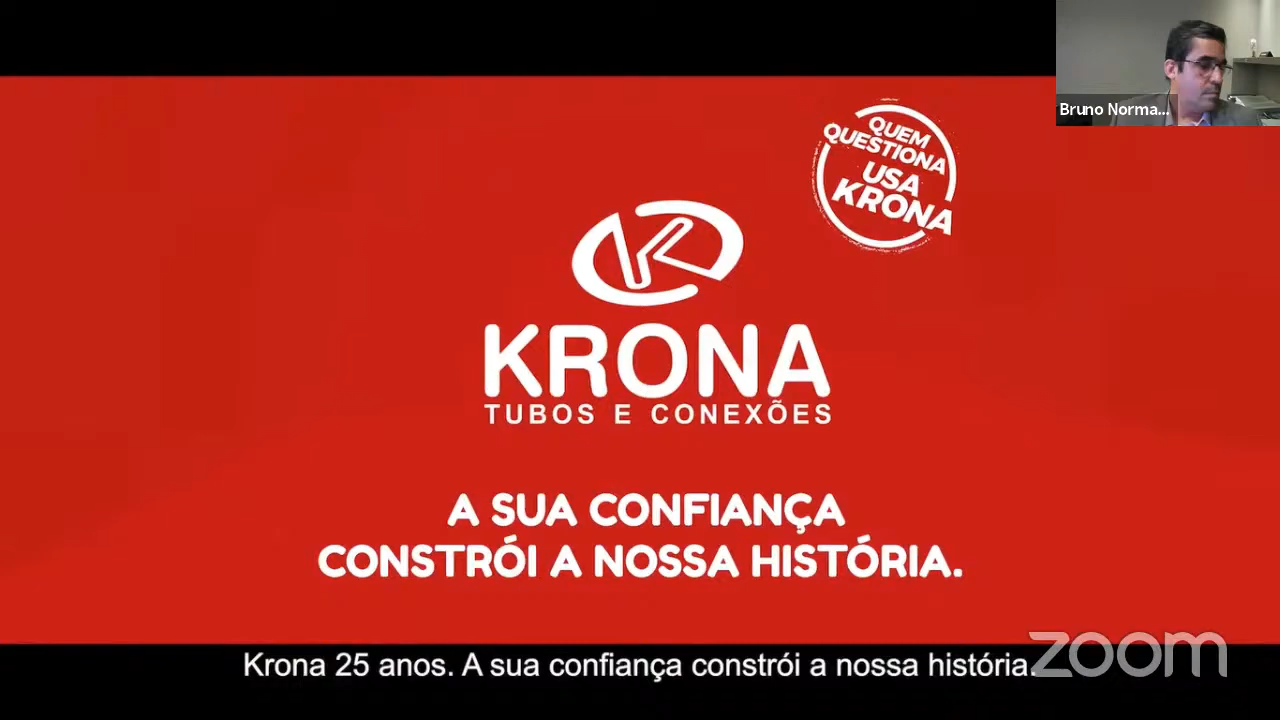 Bruno Norma...
QUEM
QUESTIONA
USA
KRONA
KRONA
TUBOS E CONEXÕES
A SUA CONFIANÇA
CONSTRÓI A NOSSA HISTÓRIA.
Krona 25 anos. A sua confiança constrói a nossa história.
zoom